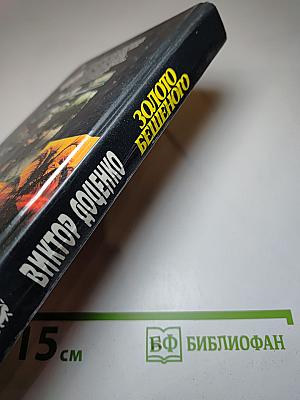 ЗОЛОТО
БЕШЕНОГО
ВИКТОР ДОЦЕНКО
15 см
БФ БИБЛИОФАН